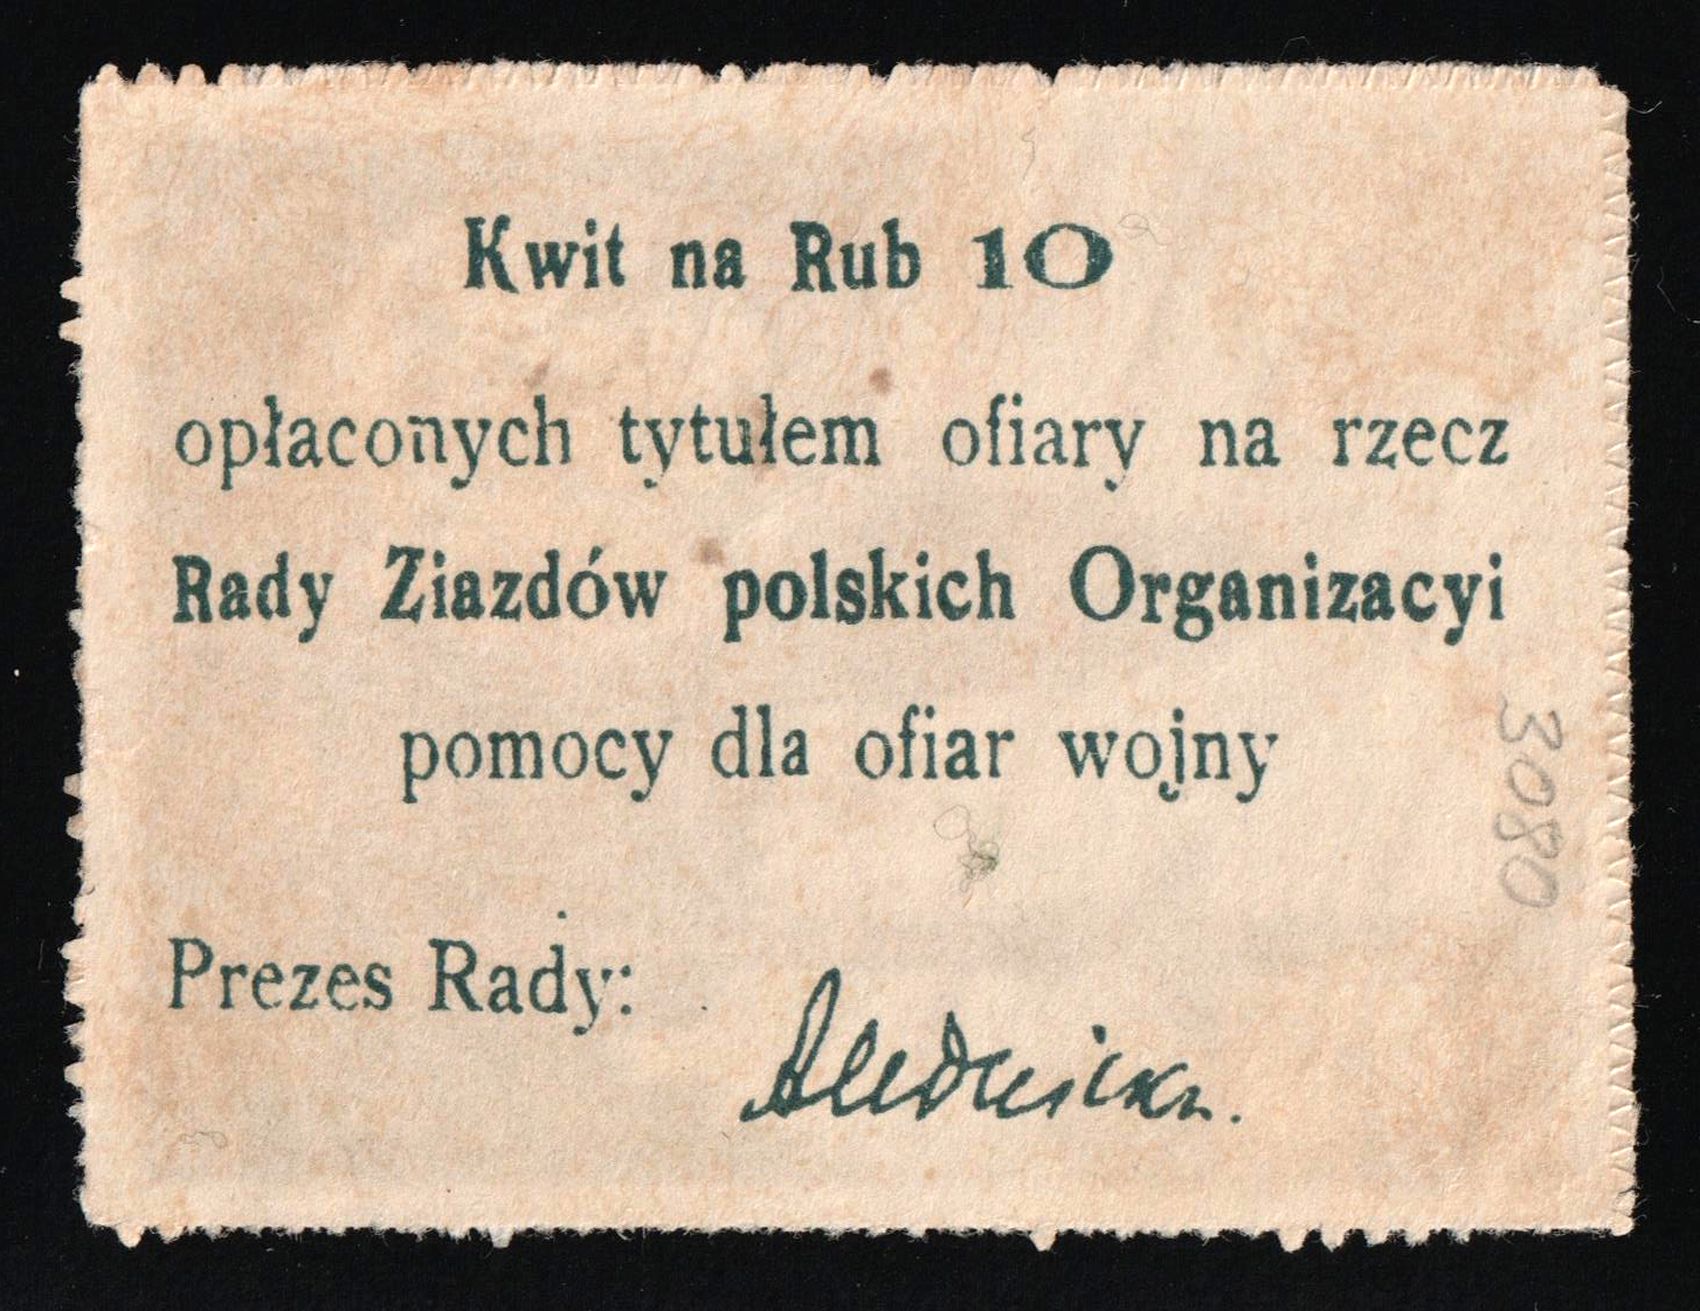 Kwit na Rub 10
opłaconych tytułem ofiary na rzecz
Rady Ziazdów polskich Organizacyi
pomocy dla ofiar wojny
Prezes Rady:
3080